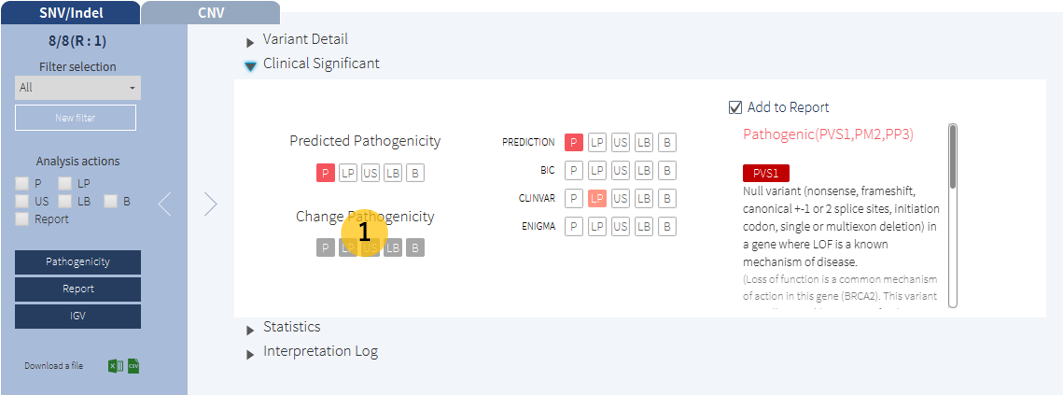 SNV/Indel
CNV
8/8(R : 1)
Filter selection
All
New filter
Analysis actions
P LP
US LB B
Report
Pathogenicity
Report
IGV
Download a file
CSV
Variant Detail
Clinical Significant
Predicted Pathogenicity
P LP US LB B
Change Pathogenicity
P LP US LB B
1
PREDICTION P LP US LB B
BIC P LP US LB B
CLINVAR P LP US LB B
ENIGMA P LP US LB B
Add to Report
Pathogenic(PVS1,PM2,PP3)
PVS1
Null variant (nonsense, frameshift,
canonical +-1 or 2 splice sites, initiation
codon, single or multiexon deletion) in
a gene where LOF is a known
mechanism of disease.
(Loss of function is a common mechanism
of action in this gene (BRCA2). This variant
Statistics
Interpretation Log